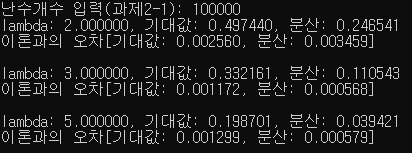 난수개수 입력(과제2-1): 100000
lambda: 2.000000, 기대값: 0.497440, 분산: 0.246541
이론과의 오차[기대값: 0.002560, 분산: 0.003459]
lambda: 3.000000, 기대값: 0.332161, 분산: 0.110543
이론과의 오차[기대값: 0.001172, 분산: 0.000568]
lambda: 5.000000, 기대값: 0.198701, 분산: 0.039421
이론과의 오차[기대값: 0.001299, 분산: 0.000579]